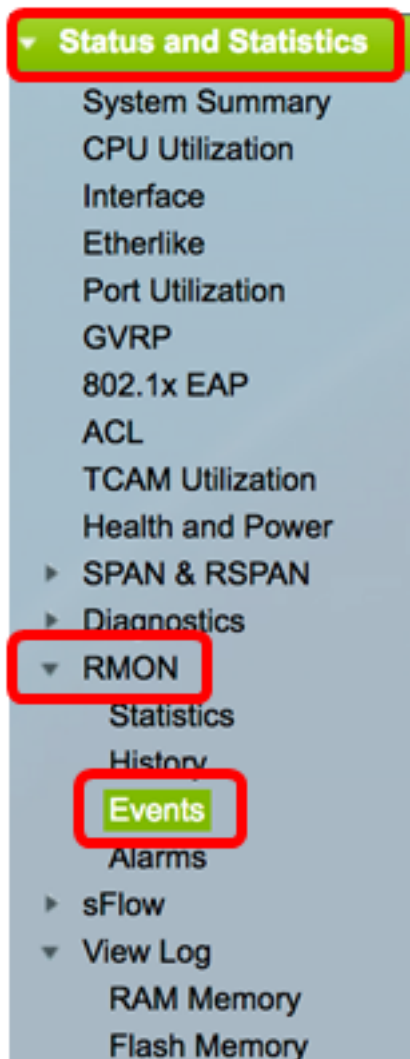 Status and Statistics
System Summary
CPU Utilization
Interface
Etherlike
Port Utilization
GVRP
802.1x EAP
ACL
TCAM Utilization
Health and Power
SPAN & RSPAN
Diagnostics
RMON
Statistics
History
Events
Alarms
sFlow
View Log
RAM Memory
Flash Memory